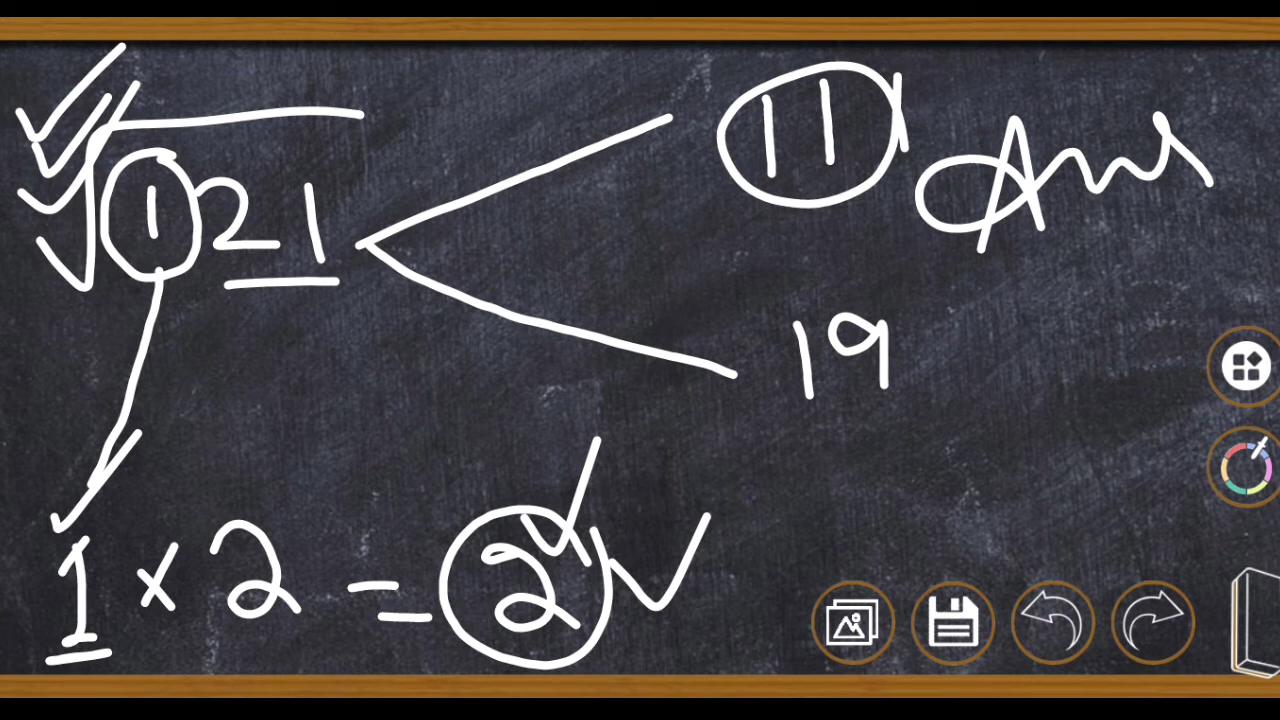 √121
11 Ans
19
1 × 2 = 2